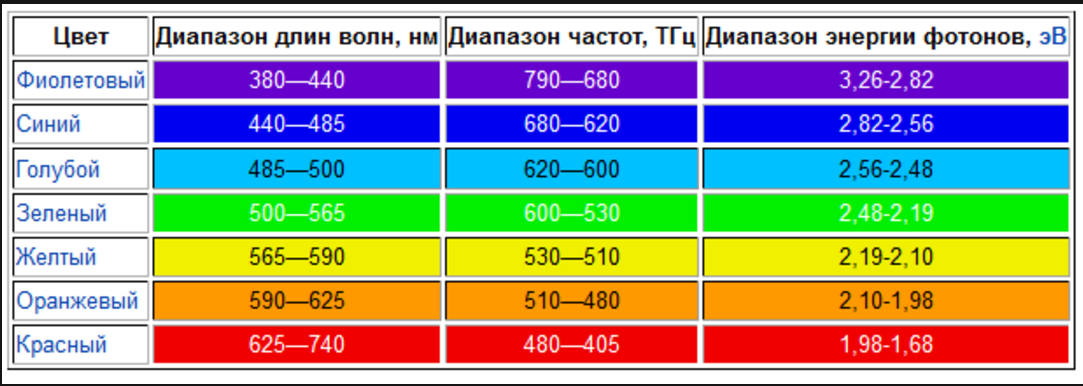 Цвет Диапазон длин волн, нм Диапазон частот, ТГц Диапазон энергии фотонов, эВ
Фиолетовый 380—440 790—680 3,26-2,82
Синий 440—485 680—620 2,82-2,56
Голубой 485—500 620—600 2,56-2,48
Зеленый 500—565 600—530 2,48-2,19
Желтый 565—590 530—510 2,19-2,10
Оранжевый 590—625 510—480 2,10-1,98
Красный 625—740 480—405 1,98-1,68